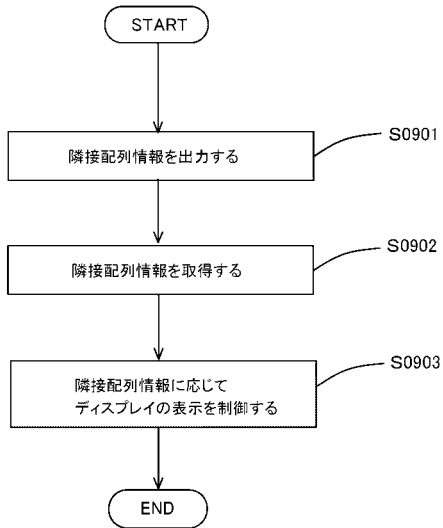 START
隣接配列情報を出力する
S0901
隣接配列情報を取得する
S0902
隣接配列情報に応じて
ディスプレイの表示を制御する
S0903
END